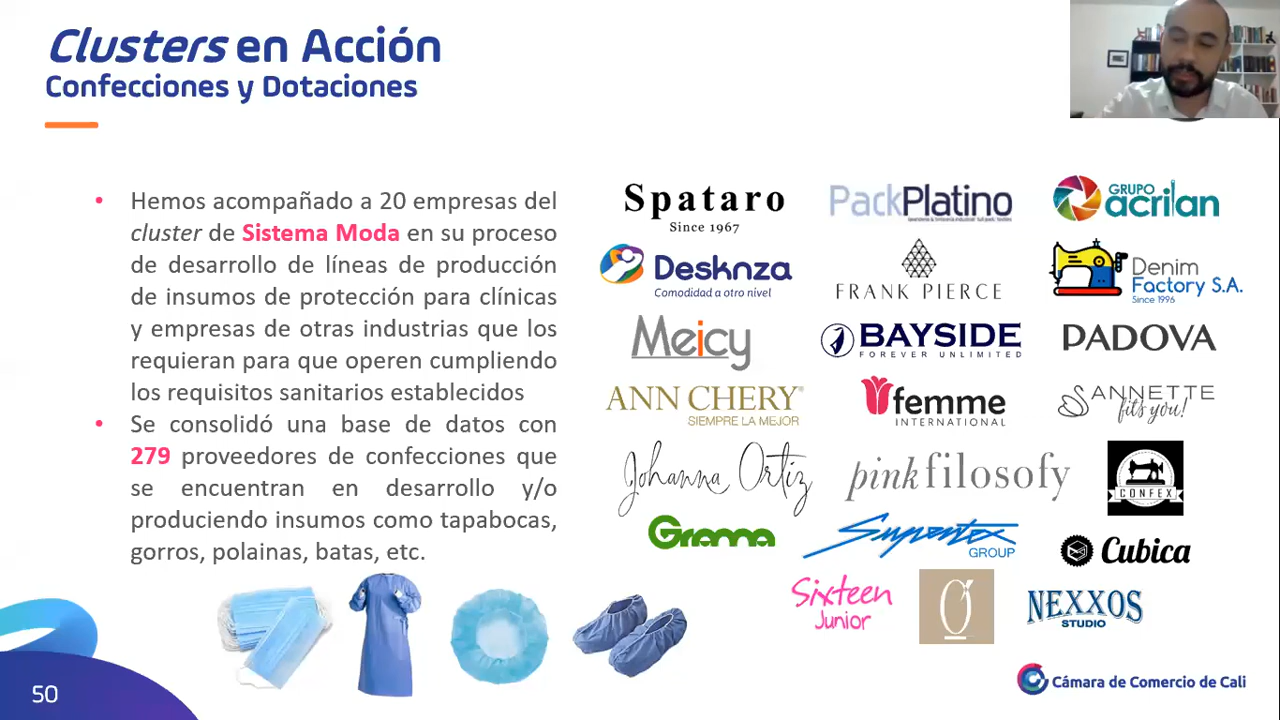 Clusters en Acción
Confecciones y Dotaciones
• Hemos acompañado a 20 empresas del
cluster de Sistema Moda en su proceso
de desarrollo de líneas de producción
de insumos de protección para clínicas
y empresas de otras industrias que los
requieran para que operen cumpliendo
los requisitos sanitarios establecidos
• Se consolidó una base de datos con
279 proveedores de confecciones que
se encuentran en desarrollo y/o
produciendo insumos como tapabocas,
gorros, polainas, batas, etc.
Spataro
Since 1967
PackPlatino
GRUPO
acrilan
Desknza
Comodidad a otro nivel
FRANK PIERCE
Denim
Factory S.A.
Since 1996
Meicy
BAYSIDE
FOREVER UNLIMITED
PADOVA
ANN CHERY®
SIEMPRE LA MEJOR
femme
INTERNATIONAL
ANNETTE
fits you!
Johanna Ortiz
pink filosofy
CONFEX
Grama
Supertex
GROUP
Cubica
Sixteen
Junior
NEXXOS
STUDIO
50
Cámara de Comercio de Cali